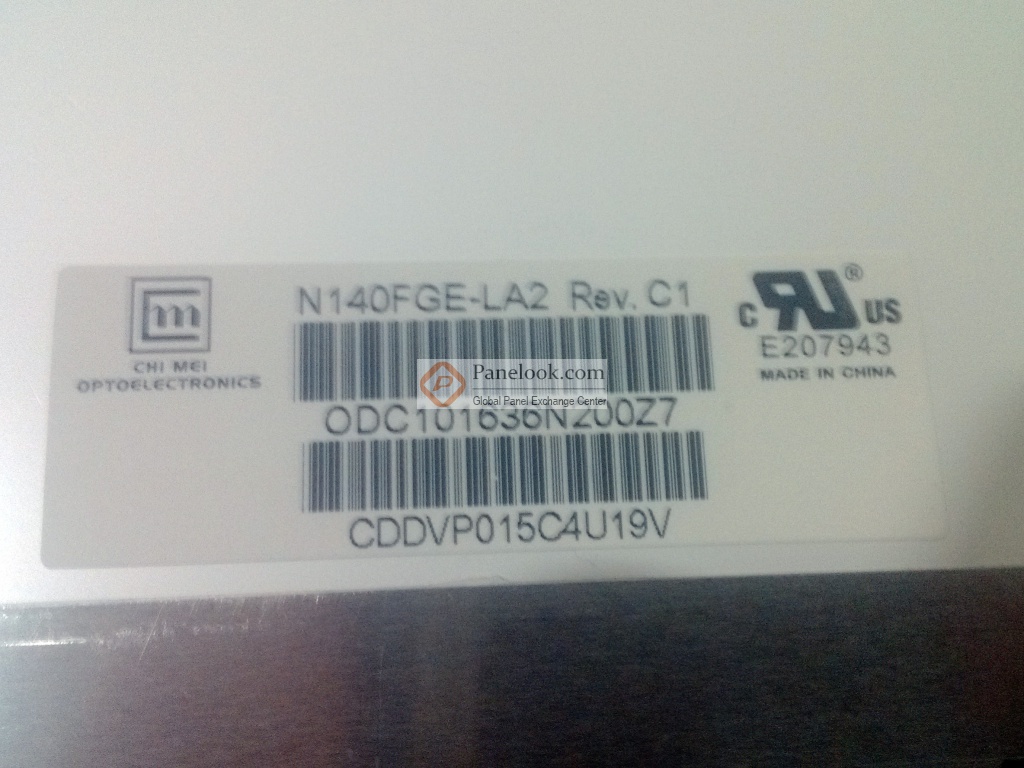 N140FGE-LA2 Rev. C1
CHI MEI
OPTOELECTRONICS
Panelook.com
Global Panel Exchange Center
ODC101636N200Z7
CDDVP015C4U19V
C RU ® US
E207943
MADE IN CHINA